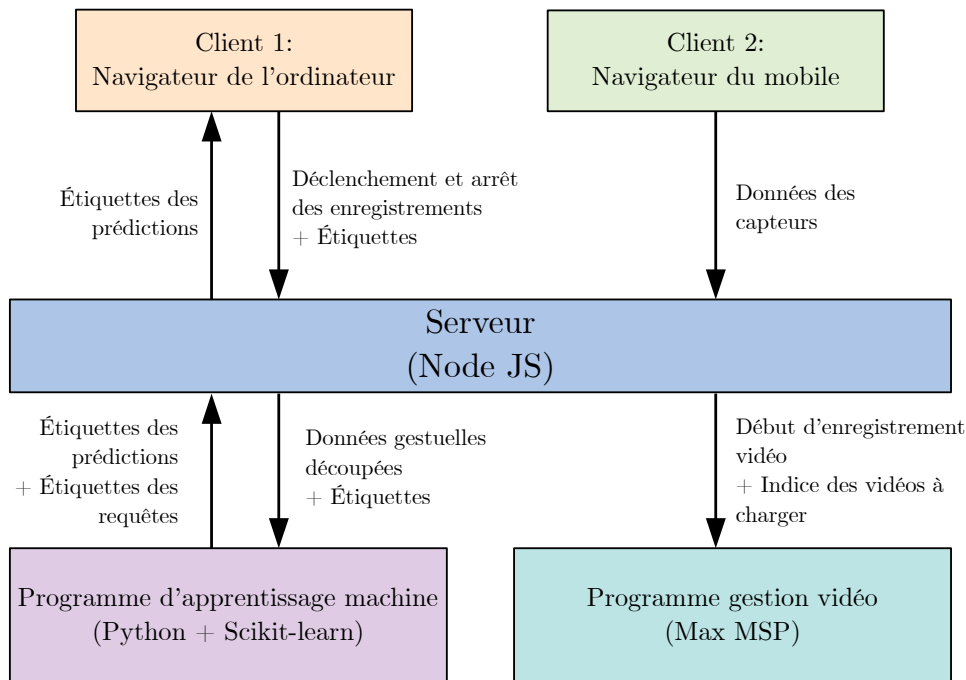 Client 1:
Navigateur de l'ordinateur
Client 2:
Navigateur du mobile
Étiquettes des
prédictions
Déclenchement et arrêt
des enregistrements
+ Étiquettes
Données des
capteurs
Serveur
(Node JS)
Étiquettes des
prédictions
+ Étiquettes des
requêtes
Données gestuelles
découpées
+ Étiquettes
Début d'enregistrement
vidéo
+ Indice des vidéos à
charger
Programme d'apprentissage machine
(Python + Scikit-learn)
Programme gestion vidéo
(Max MSP)